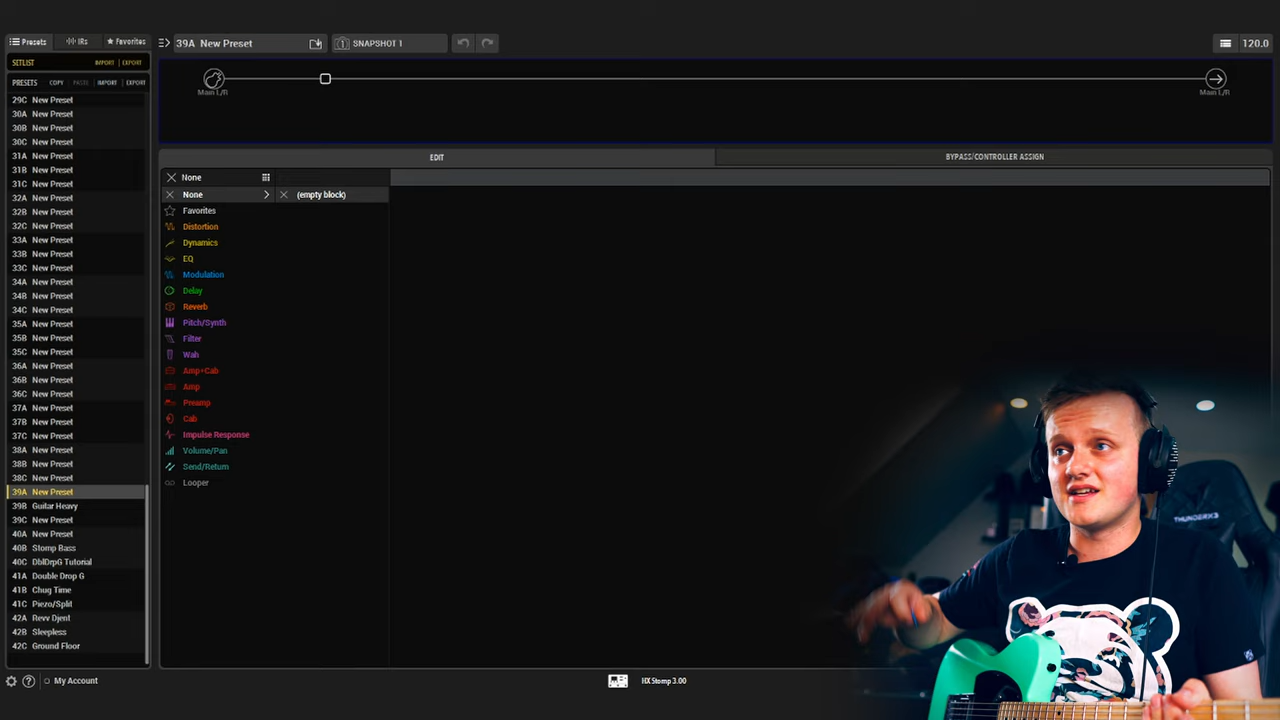 Presets IRs Favorites
39A New Preset SNAPSHOT 1 120.0
SETLIST IMPORT EXPORT
PRESETS COPY PASTE IMPORT EXPORT
Main L/R Main L/R
29C New Preset
30A New Preset
30B New Preset
30C New Preset
31A New Preset
31B New Preset
31C New Preset
32A New Preset
32B New Preset
32C New Preset
33A New Preset
33B New Preset
33C New Preset
34A New Preset
34B New Preset
34C New Preset
35A New Preset
35B New Preset
35C New Preset
36A New Preset
36B New Preset
36C New Preset
37A New Preset
37B New Preset
37C New Preset
38A New Preset
38B New Preset
38C New Preset
39A New Preset
39B Guitar Heavy
39C New Preset
40A New Preset
40B Stomp Bass
40C DblDrpG Tutorial
41A Double Drop G
41B Chug Time
41C Piezo/Split
42A Revv Djent
42B Sleepless
42C Ground Floor
EDIT BYPASS/CONTROLLER ASSIGN
None
None (empty block)
Favorites
Distortion
Dynamics
EQ
Modulation
Delay
Reverb
Pitch/Synth
Filter
Wah
Amp+Cab
Amp
Preamp
Cab
Impulse Response
Volume/Pan
Send/Return
Looper
THUNDERX3
My Account HX Stomp 3.00